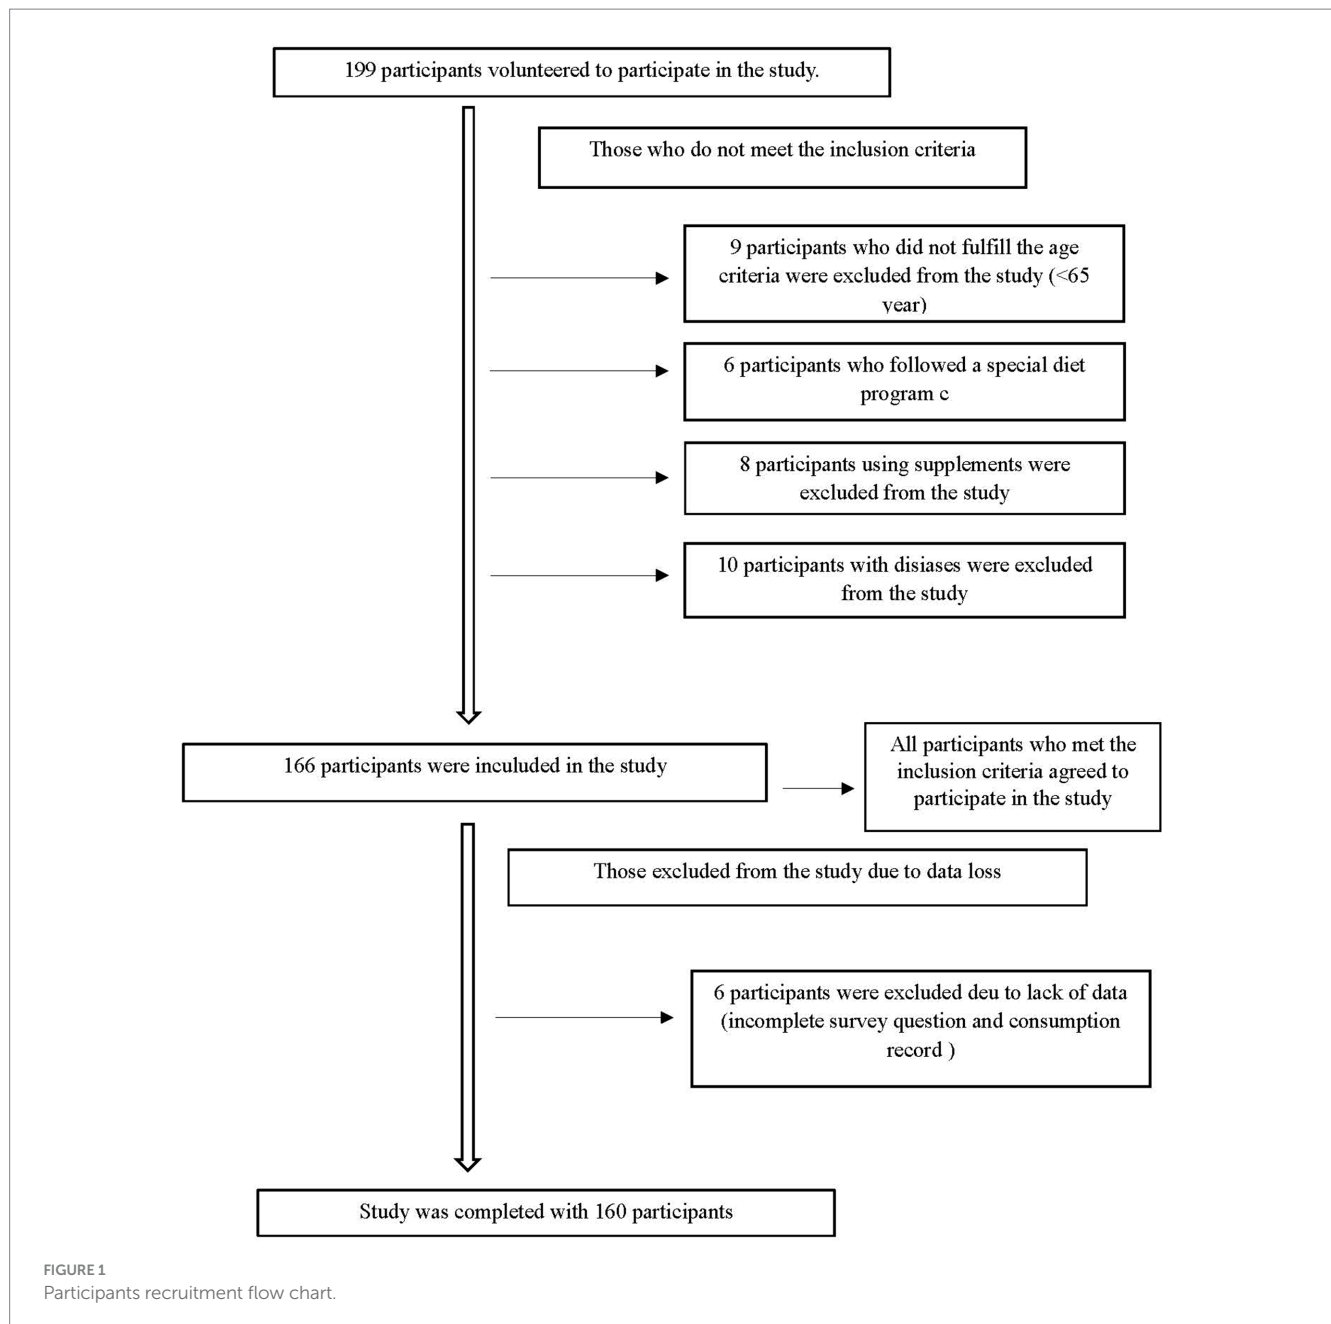 199 participants volunteered to participate in the study.
Those who do not meet the inclusion criteria
9 participants who did not fulfill the age
criteria were excluded from the study (<65
year)
6 participants who followed a special diet
program c
8 participants using supplements were
excluded from the study
10 participants with disiases were excluded
from the study
166 participants were inculuded in the study
All participants who met the
inclusion criteria agreed to
participate in the study
Those excluded from the study due to data loss
6 participants were excluded deu to lack of data
(incomplete survey question and consumption
record )
Study was completed with 160 participants
FIGURE 1
Participants recruitment flow chart.